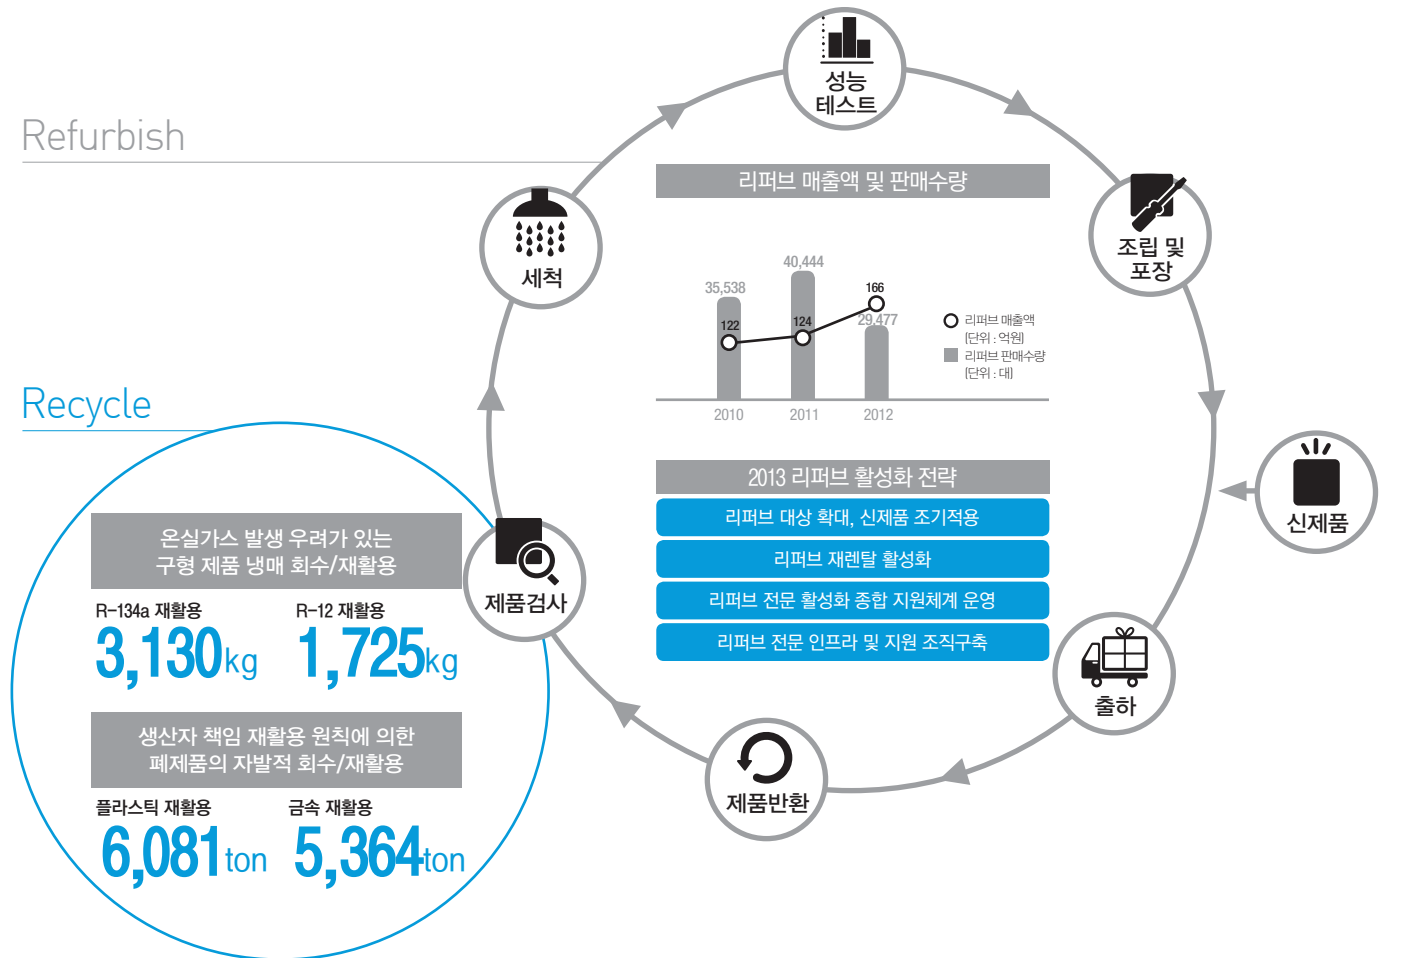 성능
테스트
Refurbish
리퍼브 매출액 및 판매수량
조립 및
포장
세척
40,444
35,538
166
122
124
29,477
리퍼브 매출액
(단위 : 억원)
리퍼브 판매수량
(단위 : 대)
2010
2011
2012
Recycle
2013 리퍼브 활성화 전략
리퍼브 대상 확대, 신제품 조기적용
리퍼브 재렌탈 활성화
리퍼브 전문 활성화 종합 지원체계 운영
리퍼브 전문 인프라 및 지원 조직구축
신제품
온실가스 발생 우려가 있는
구형 제품 냉매 회수/재활용
제품검사
R-134a 재활용
3,130kg
R-12 재활용
1,725kg
출하
생산자 책임 재활용 원칙에 의한
폐제품의 자발적 회수/재활용
제품반환
플라스틱 재활용
6,081ton
금속 재활용
5,364ton